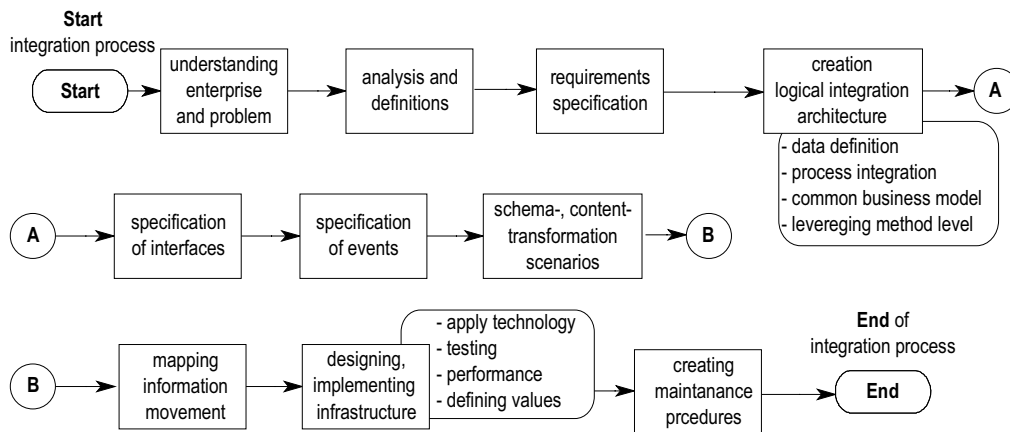 Start
integration process
Start
understanding
enterprise
and problem
analysis and
definitions
requirements
specification
creation
logical integration
architecture
A
- data definition
- process integration
- common business model
- levereging method level
A
specification
of interfaces
specification
of events
schema-, content-
transformation
scenarios
B
B
mapping
information
movement
designing,
implementing
infrastructure
- apply technology
- testing
- performance
- defining values
creating
maintanance
prcedures
End of
integration process
End